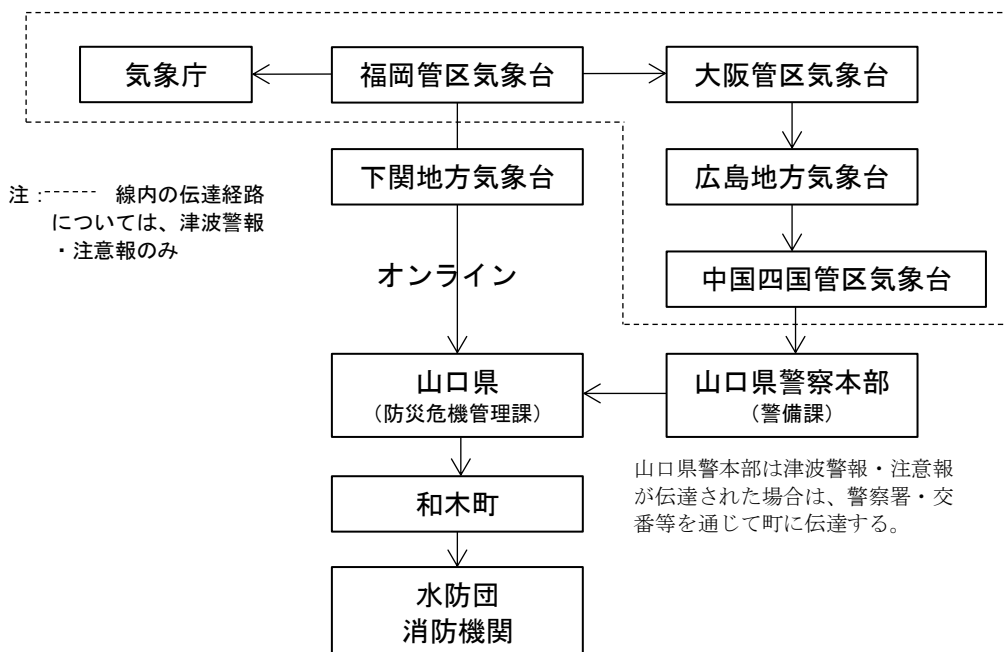 気象庁
福岡管区気象台
大阪管区気象台
下関地方気象台
広島地方気象台
注：------　線内の伝達経路
については、津波警報
・注意報のみ
オンライン
中国四国管区気象台
山口県
（防災危機管理課）
山口県警察本部
（警備課）
山口県警本部は津波警報・注意報
が伝達された場合は、警察署・交
番等を通じて町に伝達する。
和木町
水防団
消防機関